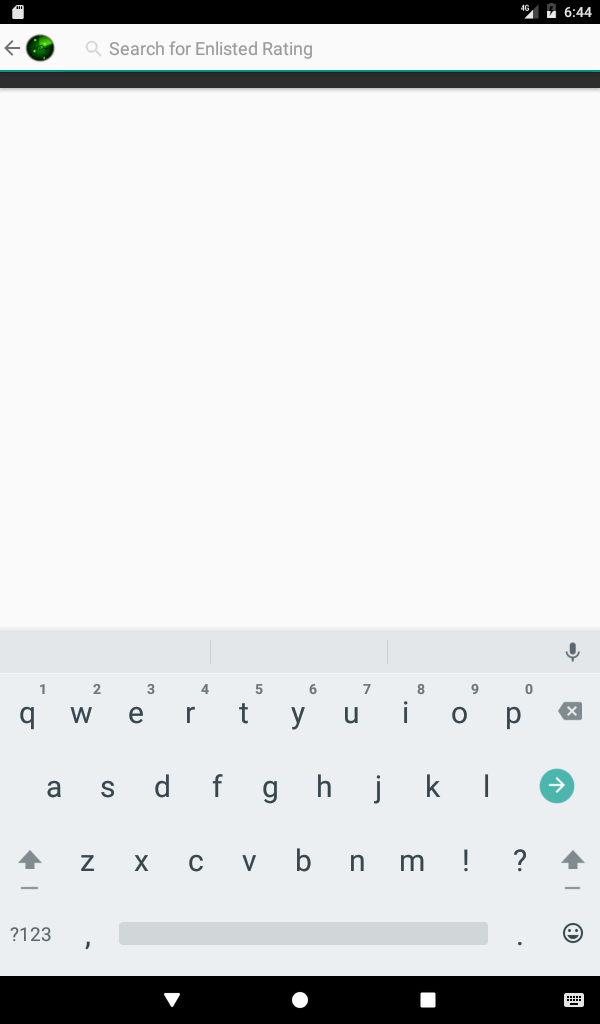 4G 6:44
Search for Enlisted Rating
1 2 3 4 5 6 7 8 9 0
q w e r t y u i o p
a s d f g h j k l
z x c v b n m ! ?
?123 , .